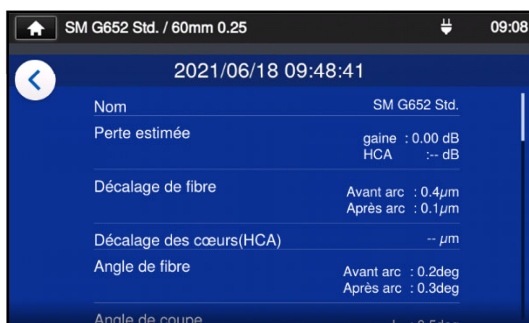 SM G652 Std. / 60mm 0.25 09:08
2021/06/18 09:48:41
Nom SM G652 Std.
Perte estimée gaine : 0.00 dB
HCA :-- dB
Décalage de fibre Avant arc : 0.4μm
Après arc : 0.1μm
Décalage des cœurs(HCA) -- μm
Angle de fibre Avant arc : 0.2deg
Après arc : 0.3deg
Angle de coupe